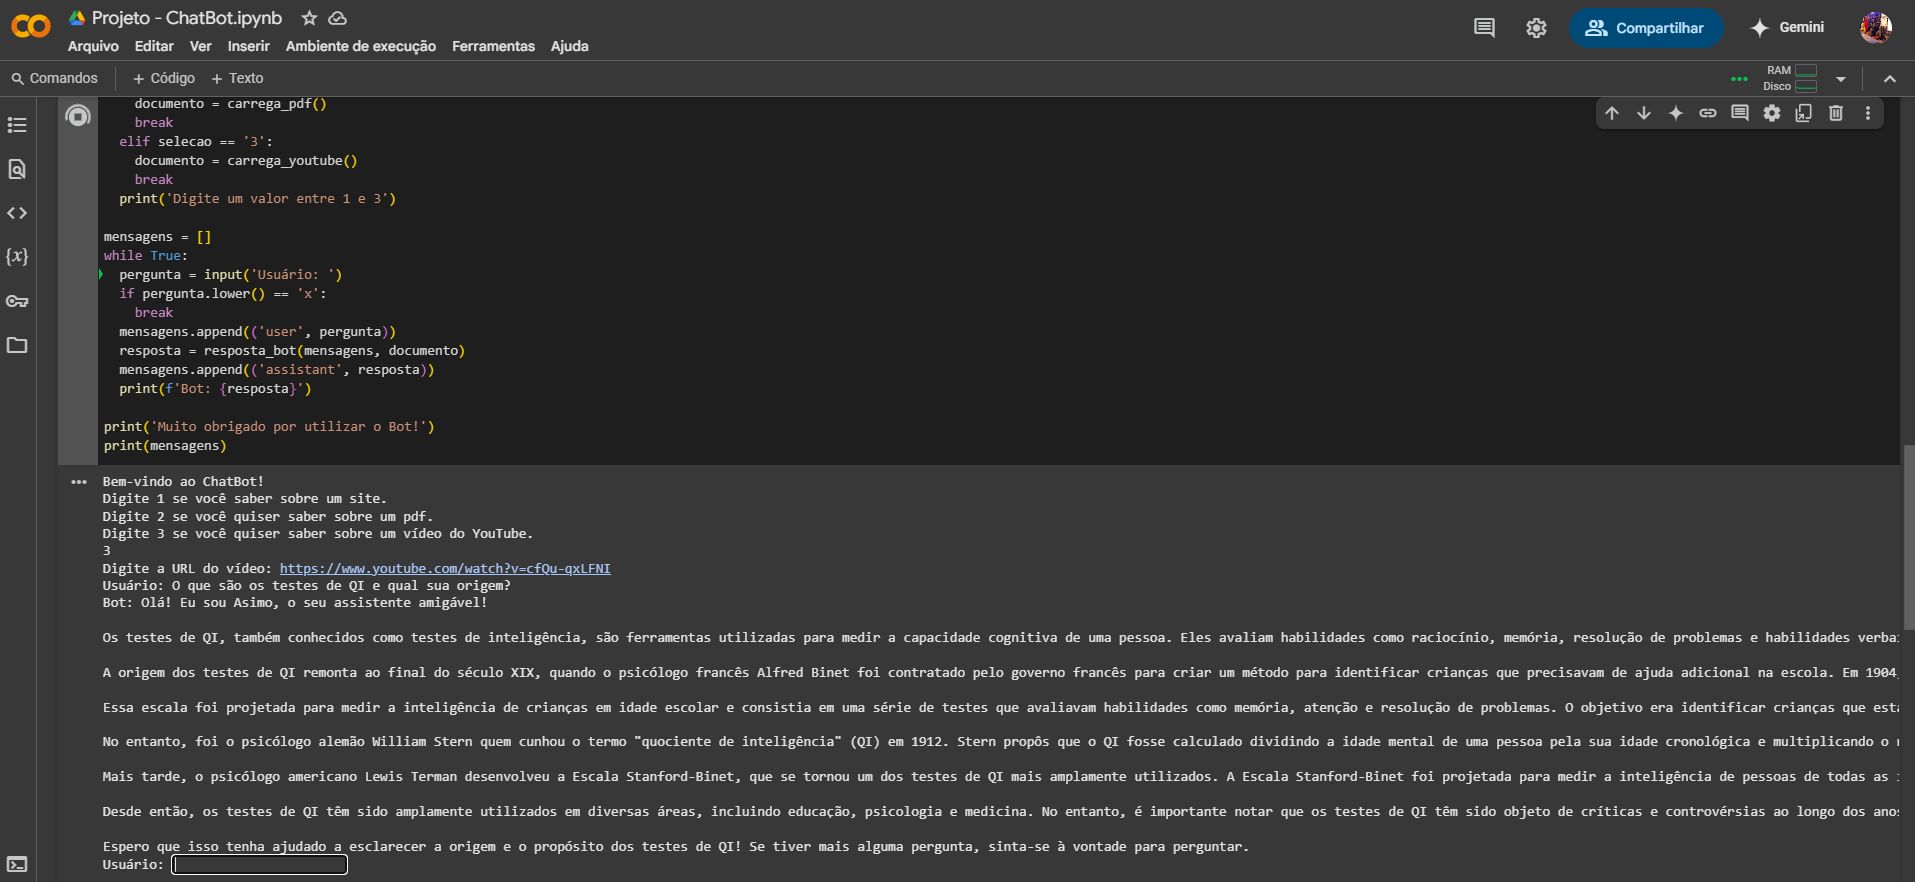 Projeto - ChatBot.ipynb
Arquivo Editar Ver Inserir Ambiente de execução Ferramentas Ajuda
Compartilhar
Gemini
Comandos + Código + Texto
RAM
Disco
documento = carrega_pdf()
break
elif selecao == '3':
documento = carrega_youtube()
break
print('Digite um valor entre 1 e 3')
mensagens = []
while True:
pergunta = input('Usuário: ')
if pergunta.lower() == 'x':
break
mensagens.append(('user', pergunta))
resposta = resposta_bot(mensagens, documento)
mensagens.append(('assistant', resposta))
print(f'Bot: {resposta}')
print('Muito obrigado por utilizar o Bot!')
print(mensagens)
Bem-vindo ao ChatBot!
Digite 1 se você saber sobre um site.
Digite 2 se você quiser saber sobre um pdf.
Digite 3 se você quiser saber sobre um vídeo do YouTube.
3
Digite a URL do vídeo: https://www.youtube.com/watch?v=cfQu-qxLFNI
Usuário: O que são os testes de QI e qual sua origem?
Bot: Olá! Eu sou Asimo, o seu assistente amigável!
Os testes de QI, também conhecidos como testes de inteligência, são ferramentas utilizadas para medir a capacidade cognitiva de uma pessoa. Eles avaliam habilidades como raciocínio, memória, resolução de problemas e habilidades
A origem dos testes de QI remonta ao final do século XIX, quando o psicólogo francês Alfred Binet foi contratado pelo governo francês para criar um método para identificar crianças que precisavam de ajuda adicional na escola. Em 1904,
Essa escala foi projetada para medir a inteligência de crianças em idade escolar e consistia em uma série de testes que avaliavam habilidades como memória, atenção e resolução de problemas. O objetivo era identificar crianças que
No entanto, foi o psicólogo alemão William Stern quem cunhou o termo "quociente de inteligência" (QI) em 1912. Stern propôs que o QI fosse calculado dividindo a idade mental de uma pessoa pela sua idade cronológica e multiplicando o
Mais tarde, o psicólogo americano Lewis Terman desenvolveu a Escala Stanford-Binet, que se tornou um dos testes de QI mais amplamente utilizados. A Escala Stanford-Binet foi projetada para medir a inteligência de pessoas de todas as
Desde então, os testes de QI têm sido amplamente utilizados em diversas áreas, incluindo educação, psicologia e medicina. No entanto, é importante notar que os testes de QI têm sido objeto de críticas e controvérsias ao longo dos
Espero que isso tenha ajudado a esclarecer a origem e o propósito dos testes de QI! Se tiver mais alguma pergunta, sinta-se à vontade para perguntar.
Usuário: